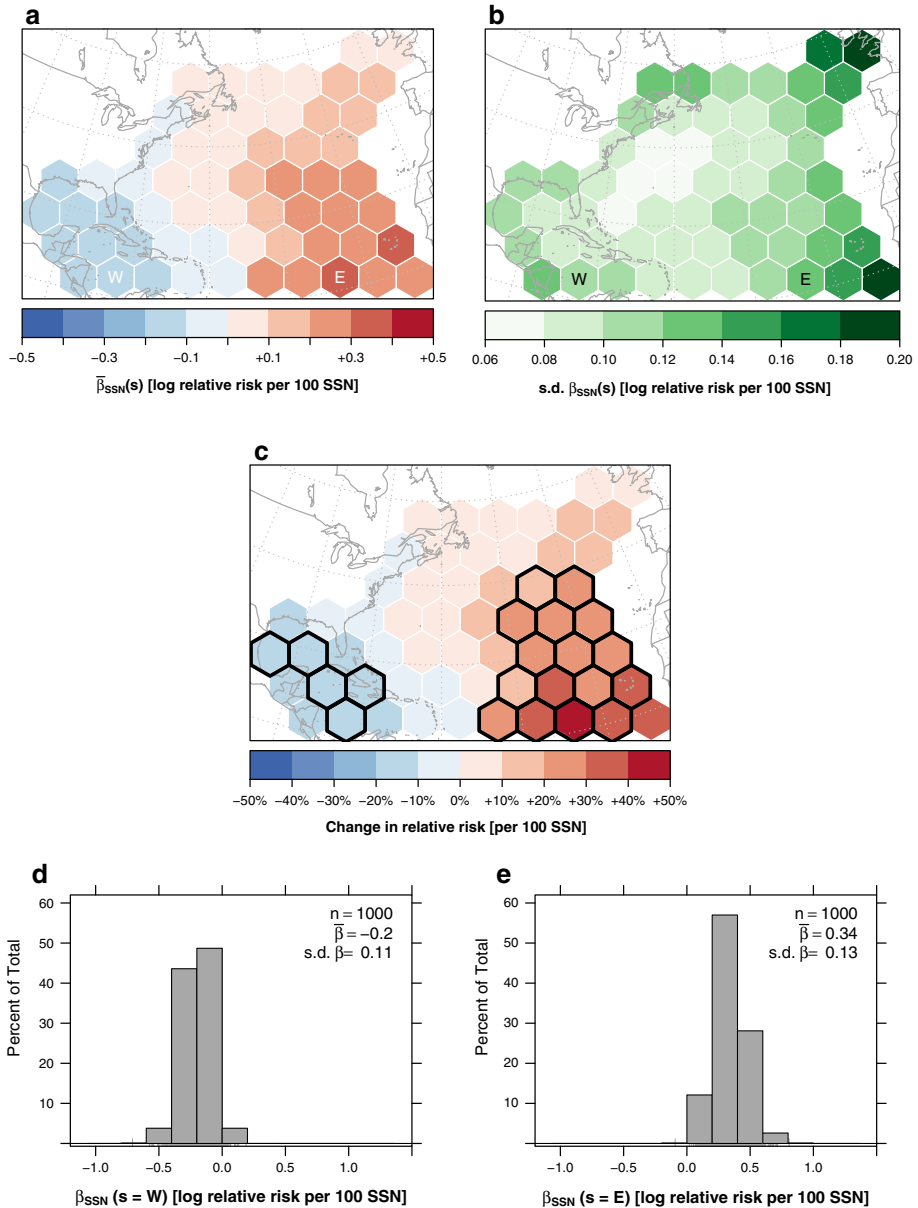 a
W
E
−0.5
−0.3
−0.1
+0.1
+0.3
+0.5
β̅SSN(s) [log relative risk per 100 SSN]
b
W
E
0.06
0.08
0.10
0.12
0.14
0.16
0.18
0.20
s.d. βSSN(s) [log relative risk per 100 SSN]
c
−50%
−40%
−30%
−20%
−10%
0%
+10%
+20%
+30%
+40%
+50%
Change in relative risk [per 100 SSN]
d
Percent of Total
60
50
40
30
20
10
n = 1000
β̅ = −0.2
s.d. β= 0.11
−1.0
−0.5
0.0
0.5
1.0
βSSN (s = W) [log relative risk per 100 SSN]
e
Percent of Total
60
50
40
30
20
10
n = 1000
β̅ = 0.34
s.d. β= 0.13
−1.0
−0.5
0.0
0.5
1.0
βSSN (s = E) [log relative risk per 100 SSN]